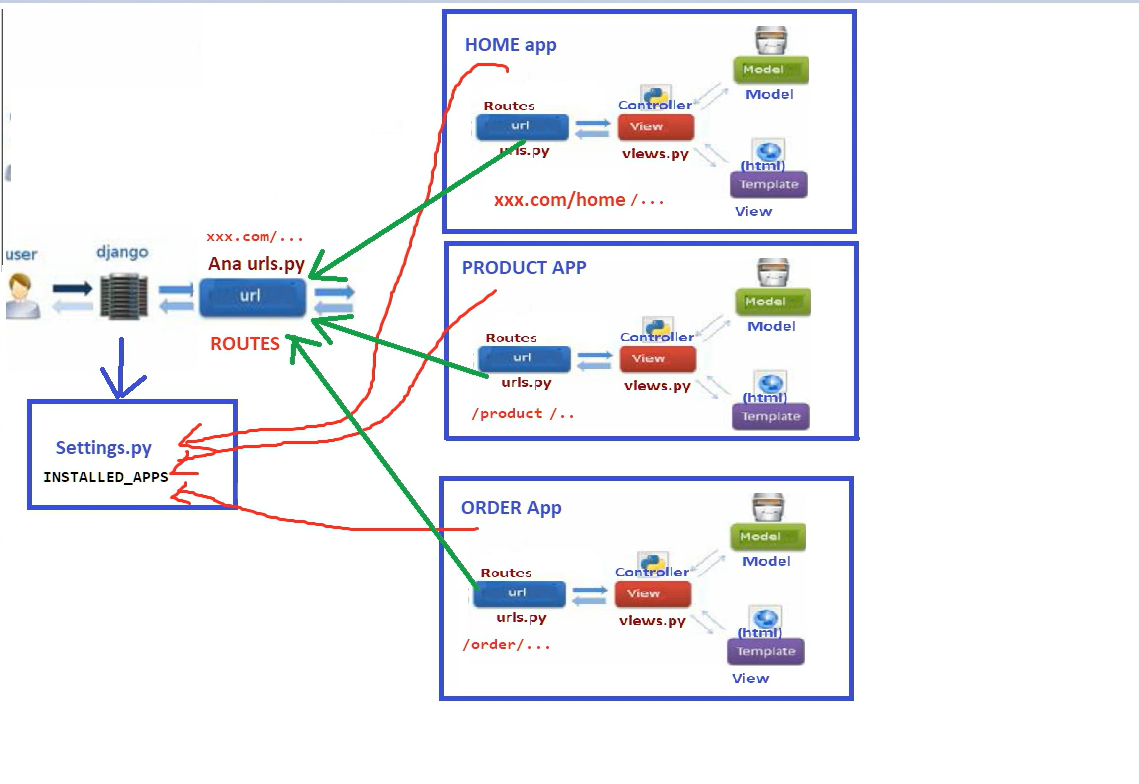 user
django
xxx.com/...
Ana urls.py
url
ROUTES
Settings.py
INSTALLED_APPS
HOME app
Routes
url
urls.py
Controller
View
views.py
Model
Model
(html)
Template
View
xxx.com/home /...
PRODUCT APP
Routes
url
urls.py
Controller
View
views.py
Model
Model
(html)
Template
/product /..
ORDER App
Routes
url
urls.py
Controller
View
views.py
Model
Model
(html)
Template
View
/order/...